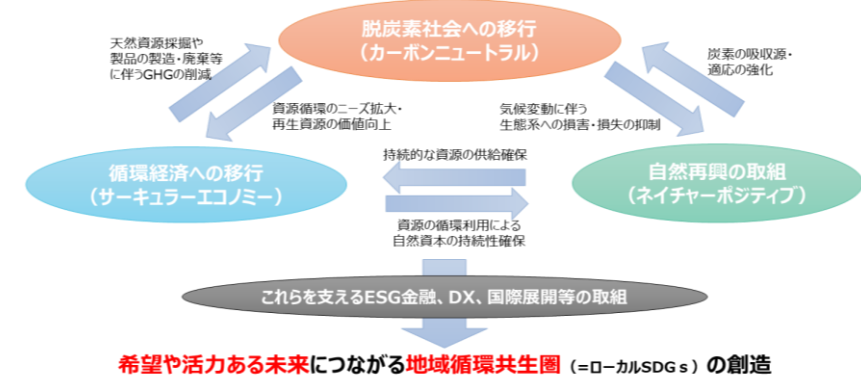 脱炭素社会への移行
(カーボンニュートラル)
天然資源採掘や
製品の製造・廃棄等
に伴うGHGの削減
炭素の吸収源・
適応の強化
資源循環のニーズ拡大・
再生資源の価値向上
気候変動に伴う
生態系への損害・損失の抑制
持続的な資源の供給確保
循環経済への移行
(サーキュラーエコノミー)
自然再興の取組
(ネイチャーポジティブ)
資源の循環利用による
自然資本の持続性確保
これらを支えるESG金融、DX、国際展開等の取組
希望や活力ある未来につながる地域循環共生圏(=ローカルSDGs)の創造